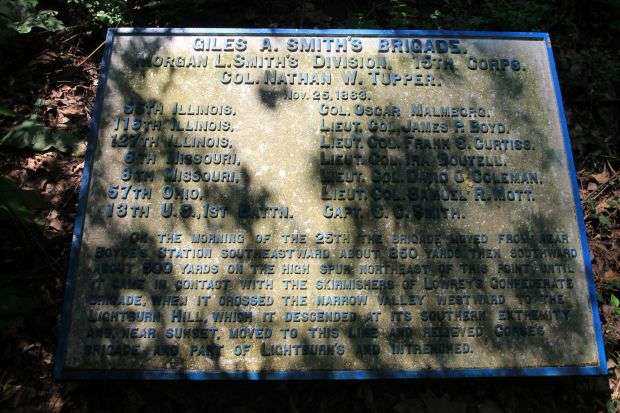 GILES A. SMITH'S BRIGADE.
MORGAN L. SMITH'S DIVISION, 15TH CORPS.
COL. NATHAN W. TUPPER.
NOV. 25, 1863.
55TH ILLINOIS, COL. OSCAR MALMBORG.
116TH ILLINOIS, LIEUT. COL. JAMES P. BOYD.
127TH ILLINOIS, LIEUT. COL. FRANK S. CURTISS.
6TH MISSOURI, LIEUT. COL. IRA BOUTELL.
8TH MISSOURI, LIEUT. COL. DAVID C. COLEMAN.
57TH OHIO, LIEUT. COL. SAMUEL R. MOTT.
13TH U.S. 1ST BATTN. CAPT. C. C. SMITH.
ON THE MORNING OF THE 25TH THE BRIGADE MOVED FROM NEAR
BOYCE'S STATION SOUTHEASTWARD ABOUT 850 YARDS THEN SOUTHWARD
ABOUT YARDS ON THE HIGH SPUR NORTHEAST OF THIS POINT UNTIL
IT CAME IN CONTACT WITH THE SKIRMISHERS OF LOWREY'S CONFEDERATE
BRIGADE, WHEN IT CROSSED THE NARROW VALLEY WESTWARD TO THE
LIGHTBURN HILL, WHICH IT DESCENDED AT ITS SOUTHERN EXTREMITY
AND, NEAR SUNSET, MOVED TO THIS LINE AND RELIEVED CORSE'S
BRIGADE AND PART OF LIGHTBURN'S AND INTRENCHED.